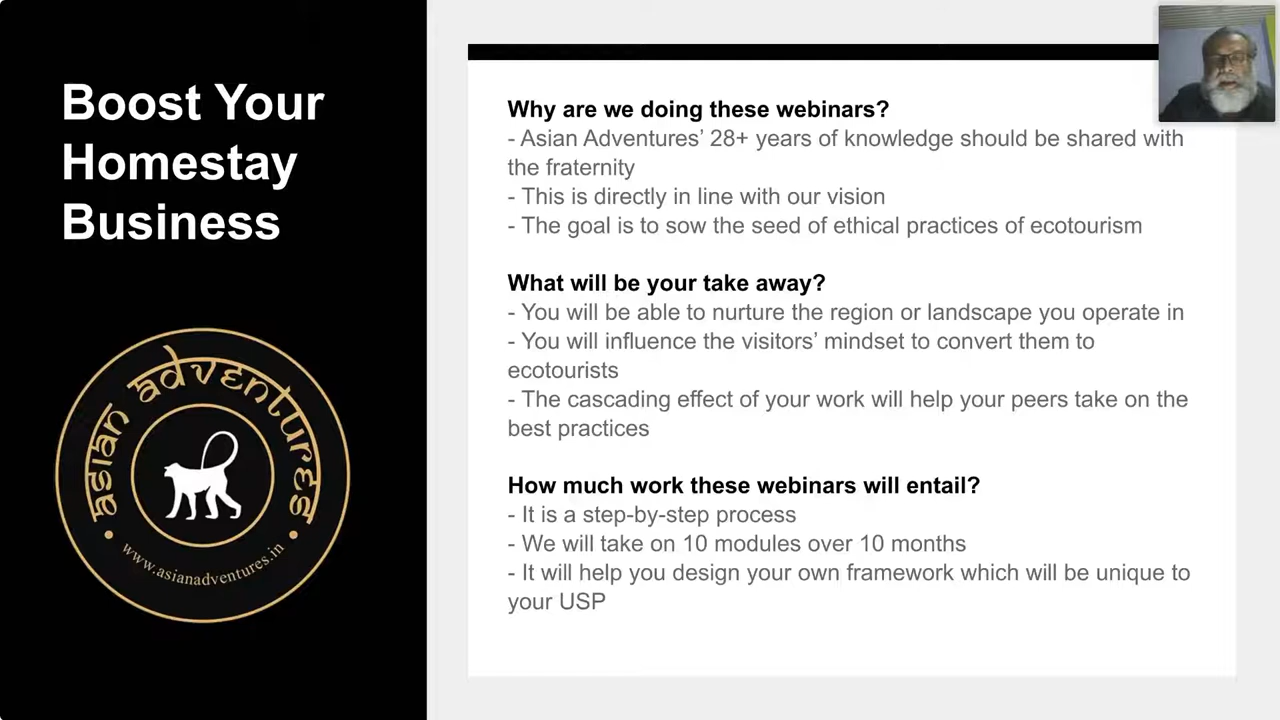 Boost Your
Homestay
Business
asian adventures
www.asianadventures.in
Why are we doing these webinars?
- Asian Adventures’ 28+ years of knowledge should be shared with
the fraternity
- This is directly in line with our vision
- The goal is to sow the seed of ethical practices of ecotourism
What will be your take away?
- You will be able to nurture the region or landscape you operate in
- You will influence the visitors’ mindset to convert them to
ecotourists
- The cascading effect of your work will help your peers take on the
best practices
How much work these webinars will entail?
- It is a step-by-step process
- We will take on 10 modules over 10 months
- It will help you design your own framework which will be unique to
your USP